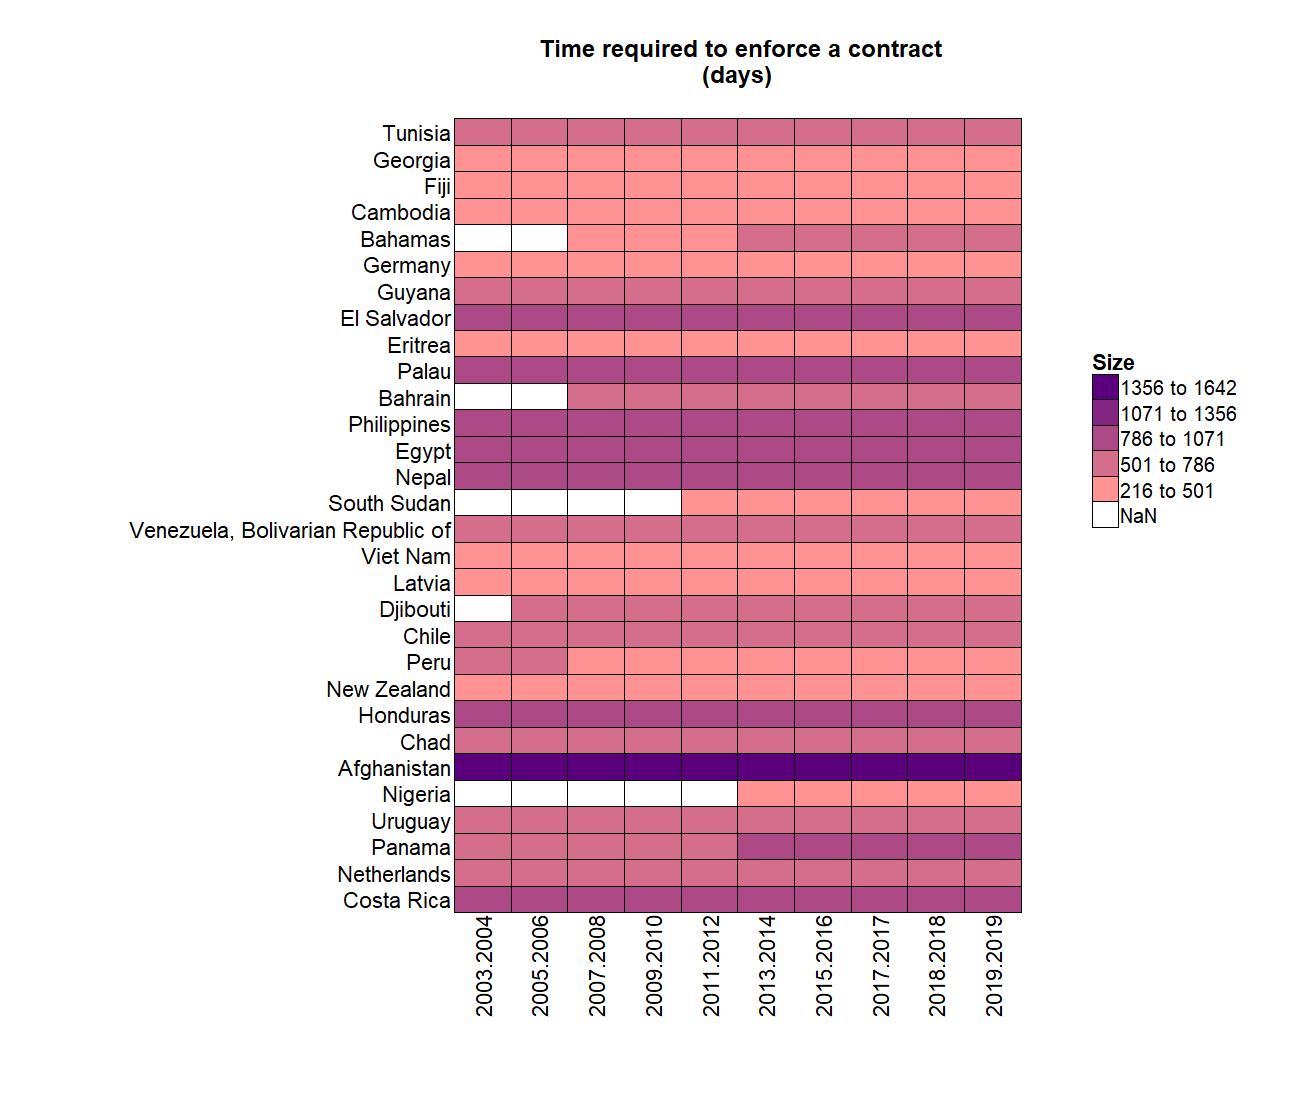 Time required to enforce a contract
(days)
Tunisia
Georgia
Fiji
Cambodia
Bahamas
Germany
Guyana
El Salvador
Eritrea
Palau
Bahrain
Philippines
Egypt
Nepal
South Sudan
Venezuela, Bolivarian Republic of
Viet Nam
Latvia
Djibouti
Chile
Peru
New Zealand
Honduras
Chad
Afghanistan
Nigeria
Uruguay
Panama
Netherlands
Costa Rica
2003.2004
2005.2006
2007.2008
2009.2010
2011.2012
2013.2014
2015.2016
2017.2017
2018.2018
2019.2019
Size
1356 to 1642
1071 to 1356
786 to 1071
501 to 786
216 to 501
NaN